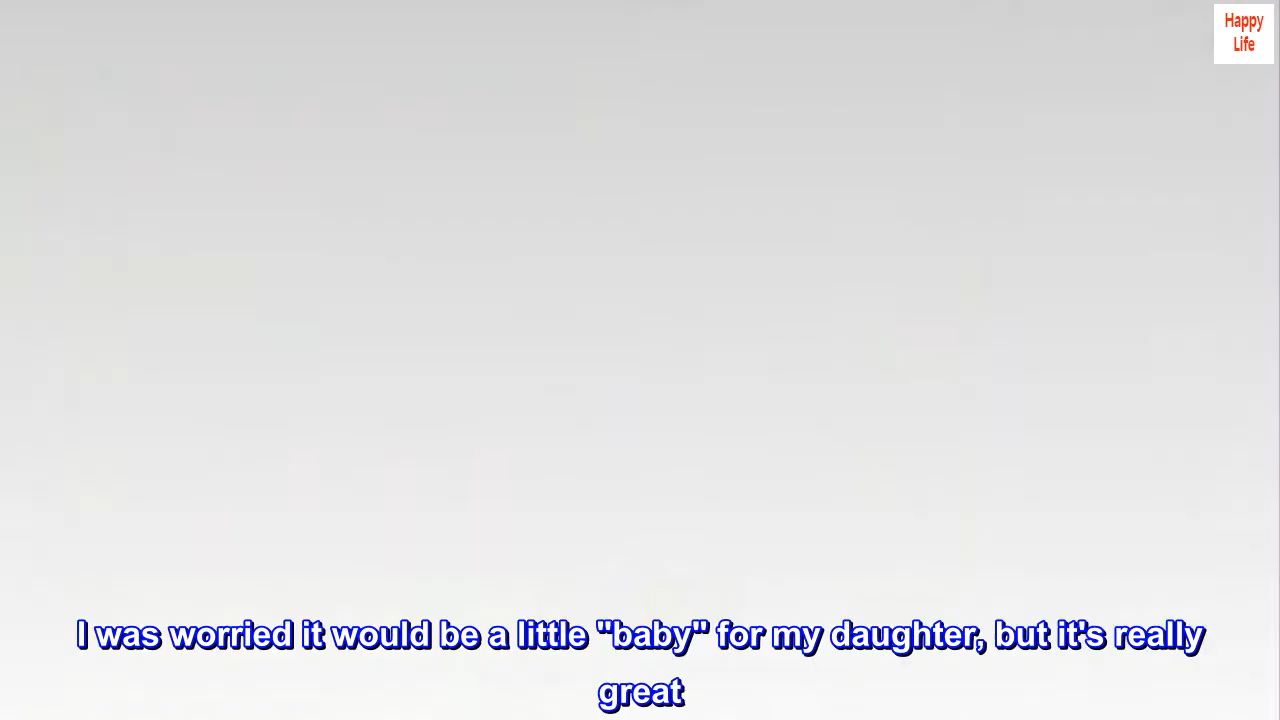 Happy
Life
I was worried it would be a little "baby" for my daughter, but it's really
great